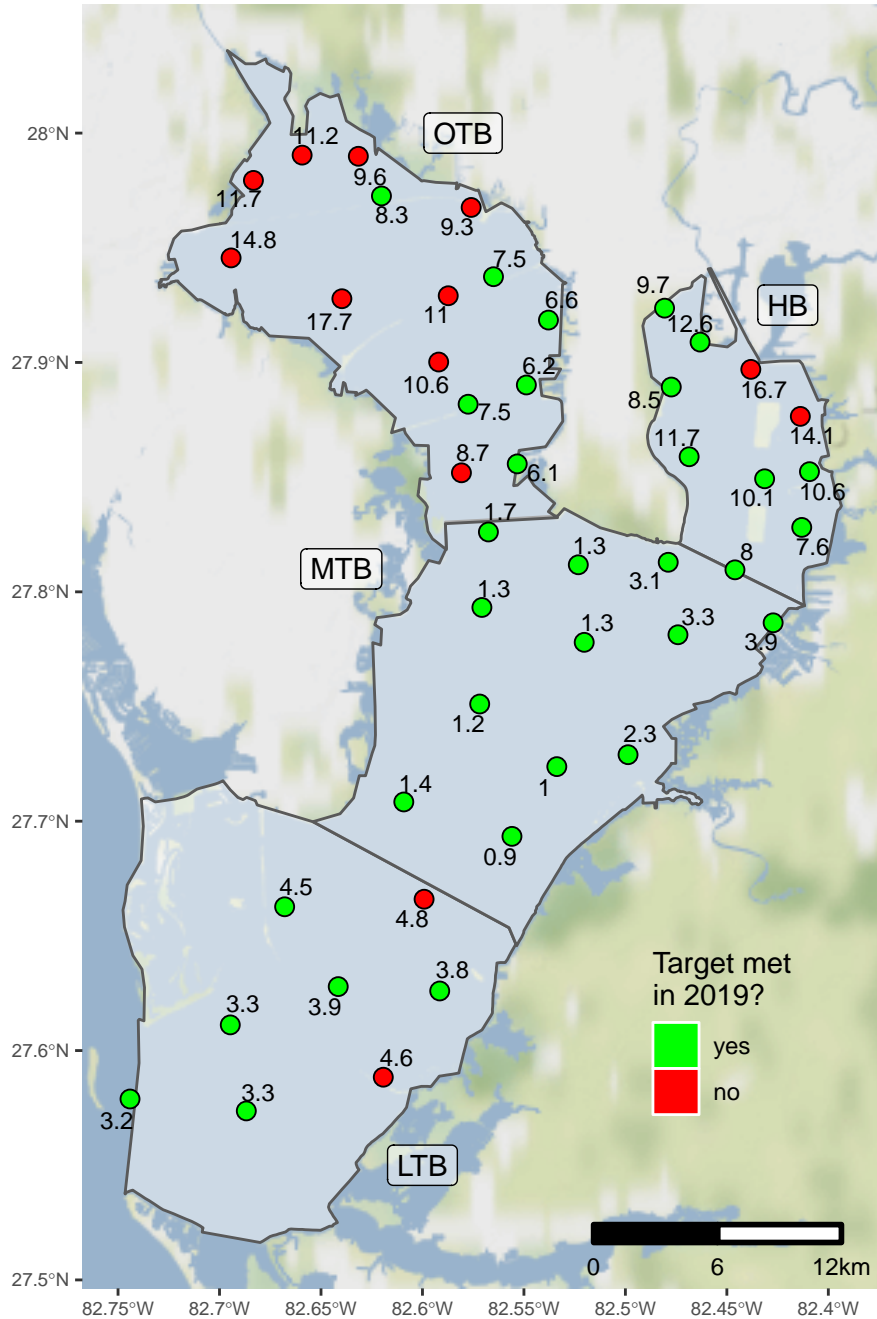 28°N
27.9°N
27.8°N
27.7°N
27.6°N
27.5°N
OTB
11.2
9.6
11.7
8.3
9.3
14.8
7.5
17.7
11
6.6
10.6
6.2
7.5
8.7
6.1
HB
9.7
12.6
16.7
8.5
14.1
11.7
10.1
10.6
7.6
8
MTB
1.7
1.3
3.1
1.3
1.3
3.3
3.9
1.2
2.3
1
1.4
0.9
4.5
4.8
3.9
3.8
3.3
4.6
3.2
3.3
LTB
Target met
in 2019?
yes
no
0 6 12km
82.75°W 82.7°W 82.65°W 82.6°W 82.55°W 82.5°W 82.45°W 82.4°W